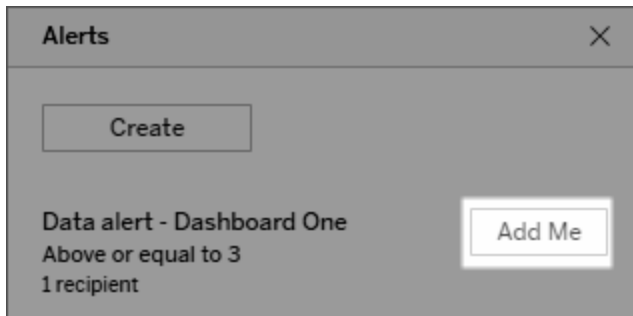 Alerts
Create
Data alert - Dashboard One
Add Me
Above or equal to 3
1 recipient